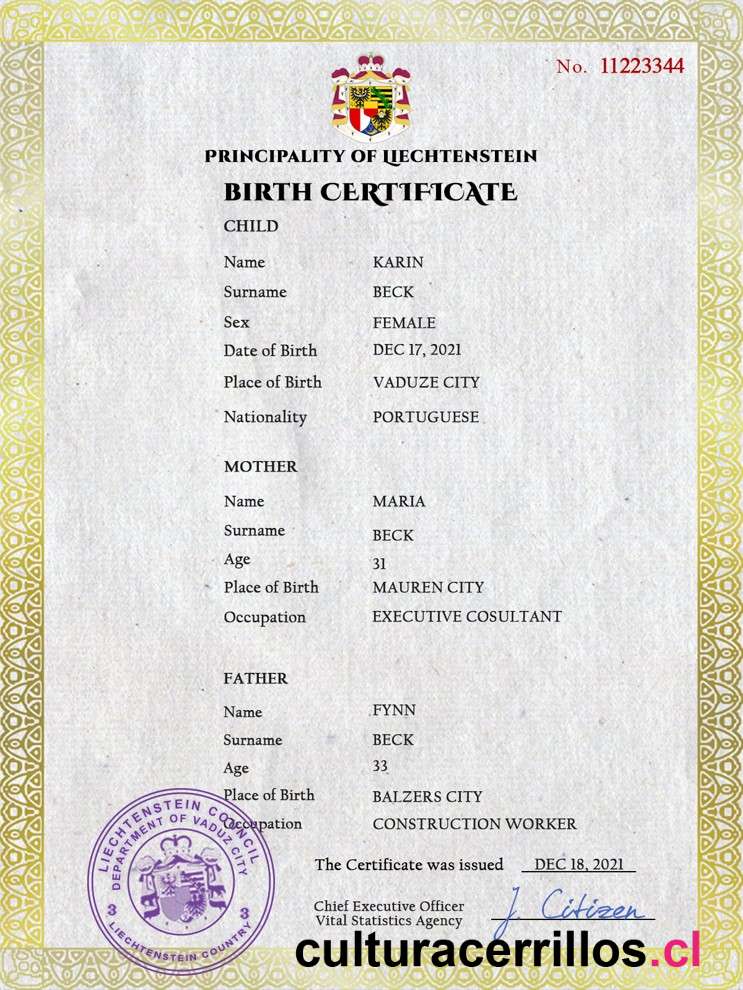 No. 11223344
PRINCIPALITY OF LIECHTENSTEIN
BIRTH CERTIFICATE
CHILD
Name KARIN
Surname BECK
Sex FEMALE
Date of Birth DEC 17, 2021
Place of Birth VADUZE CITY
Nationality PORTUGUESE
MOTHER
Name MARIA
Surname BECK
Age 31
Place of Birth MAUREN CITY
Occupation EXECUTIVE COSULTANT
FATHER
Name FYNN
Surname BECK
Age 33
Place of Birth BALZERS CITY
Occupation CONSTRUCTION WORKER
LIECHTENSTEIN COUNCIL
DEPARTMENT OF VADUZ CITY
3 3
LIECHTENSTEIN COUNTRY
The Certificate was issued DEC 18, 2021
Chief Executive Officer
Vital Statistics Agency
J. Citizen
culturacerrillos.cl